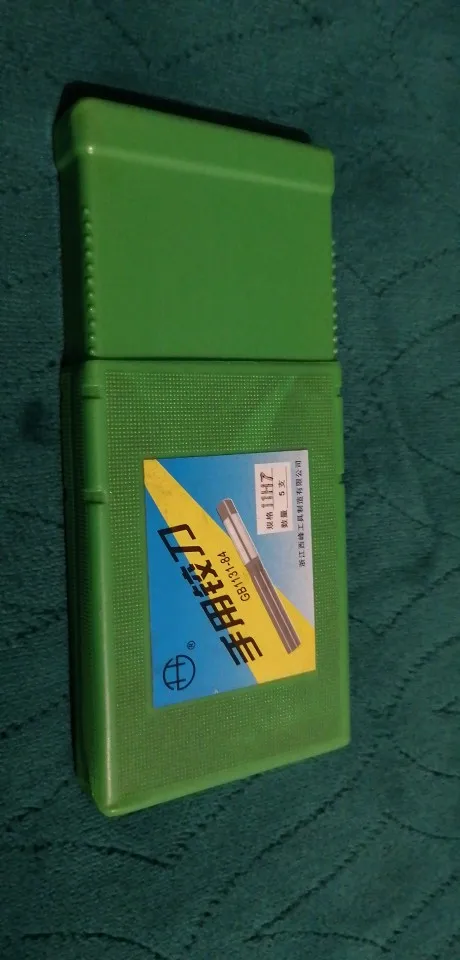 ®
手用铰刀
GB1131-84
规格 11H7
数量 5 支
浙江西峰工具制造有限公司